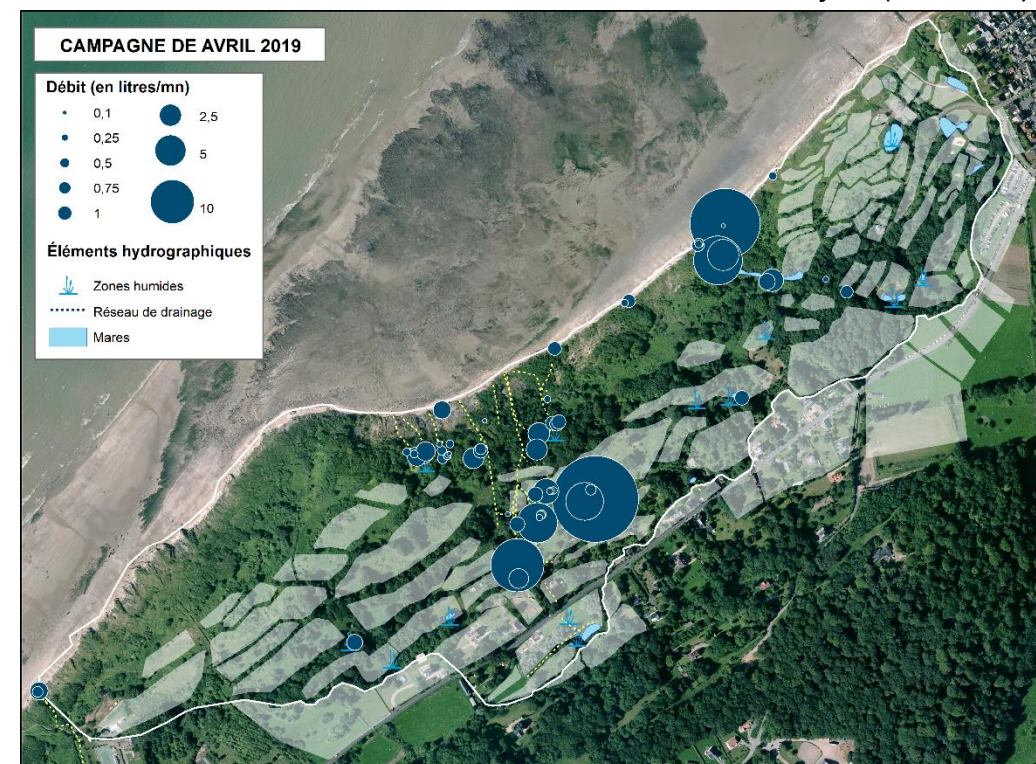 CAMPAGNE DE AVRIL 2019
Débit (en litres/mn)
0,1
0,25
0,5
0,75
1
2,5
5
10
Éléments hydrographiques
Zones humides
Réseau de drainage
Mares